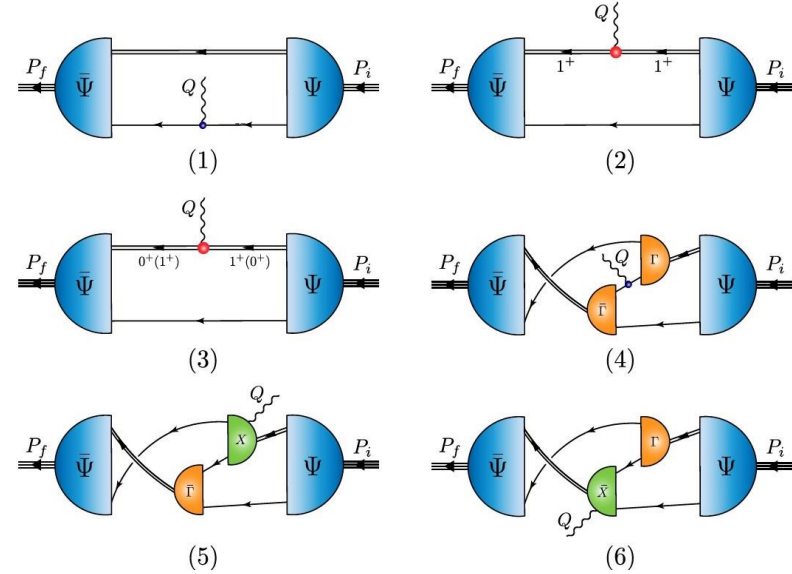 Q
P_f Ψ̄ Q Ψ P_i
(1)
Q
1⁺ 1⁺
P_f Ψ̄ Ψ P_i
(2)
Q
0⁺(1⁺) 1⁺(0⁺)
P_f Ψ̄ Ψ P_i
(3)
Γ
Q
P_f Ψ̄ Γ̄ Ψ P_i
(4)
Q
X
P_f Ψ̄ Γ̄ Ψ P_i
(5)
Γ
P_f Ψ̄ X̄ Ψ P_i
Q
(6)